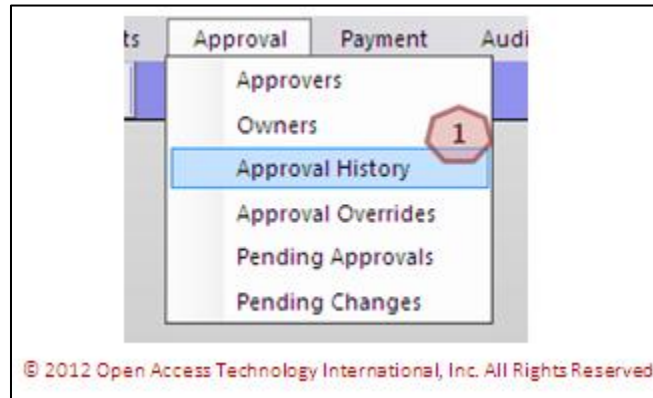 ts Approval Payment Audi
Approvers
Owners
1
Approval History
Approval Overrides
Pending Approvals
Pending Changes
© 2012 Open Access Technology International, Inc. All Rights Reserved